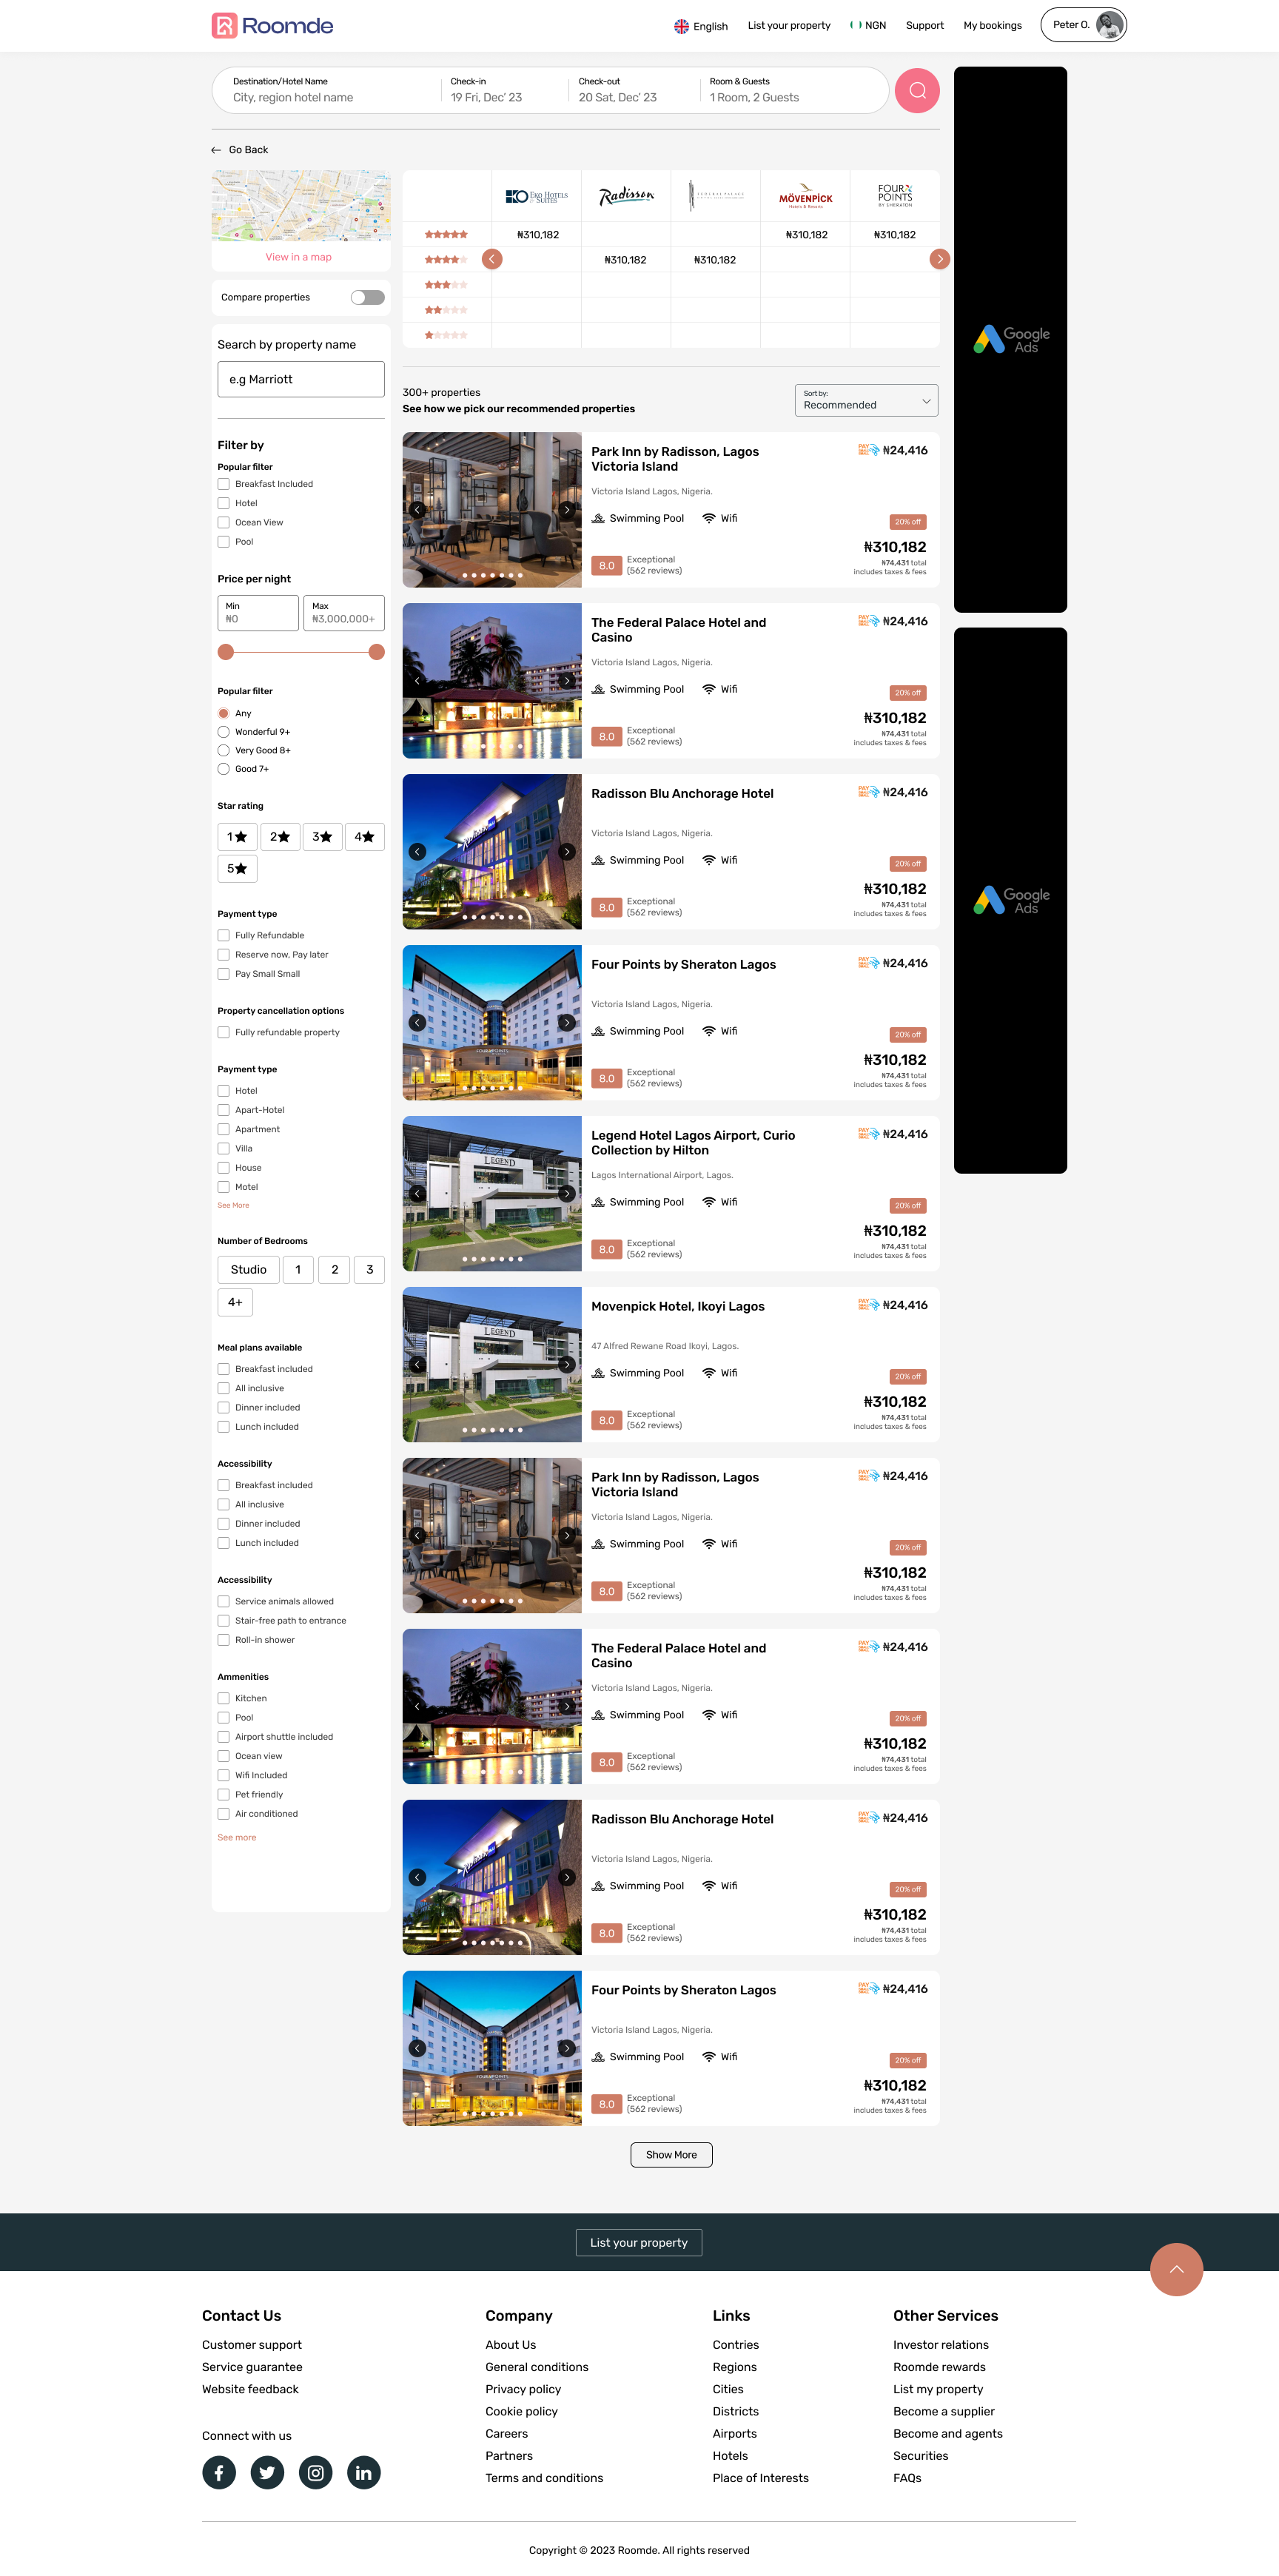 Roomde
English
List your property
NGN
Support
My bookings
Peter O.
Destination/Hotel Name
City, region hotel name
Check-in
19 Fri, Dec' 23
Check-out
20 Sat, Dec' 23
Room & Guests
1 Room, 2 Guests
Go Back
View in a map
Compare properties
Search by property name
e.g Marriott
Filter by
Popular filter
Breakfast Included
Hotel
Ocean View
Pool
Price per night
Min
₦0
Max
₦3,000,000+
Popular filter
Any
Wonderful 9+
Very Good 8+
Good 7+
Star rating
1
2
3
4
5
Payment type
Fully Refundable
Reserve now, Pay later
Pay Small Small
Property cancellation options
Fully refundable property
Payment type
Hotel
Apart-Hotel
Apartment
Villa
House
Motel
See More
Number of Bedrooms
Studio
1
2
3
4+
Meal plans available
Breakfast included
All inclusive
Dinner included
Lunch included
Accessibility
Breakfast included
All inclusive
Dinner included
Lunch included
Accessibility
Service animals allowed
Stair-free path to entrance
Roll-in shower
Ammenities
Kitchen
Pool
Airport shuttle included
Ocean view
Wifi Included
Pet friendly
Air conditioned
See more
EKO HOTELS
& SUITES
Radisson
MÖVENPICK
Hotels & Resorts
FOUR
POINTS
BY SHERATON
₦310,182
₦310,182
₦310,182
₦310,182
₦310,182
300+ properties
See how we pick our recommended properties
Sort by:
Recommended
Park Inn by Radisson, Lagos
Victoria Island
₦24,416
Victoria Island Lagos, Nigeria.
Swimming Pool
Wifi
20% off
₦310,182
8.0
Exceptional
(562 reviews)
₦74,431 total
includes taxes & fees
The Federal Palace Hotel and
Casino
₦24,416
Victoria Island Lagos, Nigeria.
Swimming Pool
Wifi
20% off
₦310,182
8.0
Exceptional
(562 reviews)
₦74,431 total
includes taxes & fees
Radisson Blu Anchorage Hotel
₦24,416
Victoria Island Lagos, Nigeria.
Swimming Pool
Wifi
20% off
₦310,182
8.0
Exceptional
(562 reviews)
₦74,431 total
includes taxes & fees
Four Points by Sheraton Lagos
₦24,416
Victoria Island Lagos, Nigeria.
Swimming Pool
Wifi
20% off
₦310,182
8.0
Exceptional
(562 reviews)
₦74,431 total
includes taxes & fees
LEGEND
Legend Hotel Lagos Airport, Curio
Collection by Hilton
₦24,416
Lagos International Airport, Lagos.
Swimming Pool
Wifi
20% off
₦310,182
8.0
Exceptional
(562 reviews)
₦74,431 total
includes taxes & fees
LEGEND
Movenpick Hotel, Ikoyi Lagos
₦24,416
47 Alfred Rewane Road Ikoyi, Lagos.
Swimming Pool
Wifi
20% off
₦310,182
8.0
Exceptional
(562 reviews)
₦74,431 total
includes taxes & fees
Park Inn by Radisson, Lagos
Victoria Island
₦24,416
Victoria Island Lagos, Nigeria.
Swimming Pool
Wifi
20% off
₦310,182
8.0
Exceptional
(562 reviews)
₦74,431 total
includes taxes & fees
The Federal Palace Hotel and
Casino
₦24,416
Victoria Island Lagos, Nigeria.
Swimming Pool
Wifi
20% off
₦310,182
8.0
Exceptional
(562 reviews)
₦74,431 total
includes taxes & fees
Radisson Blu Anchorage Hotel
₦24,416
Victoria Island Lagos, Nigeria.
Swimming Pool
Wifi
20% off
₦310,182
8.0
Exceptional
(562 reviews)
₦74,431 total
includes taxes & fees
Four Points by Sheraton Lagos
₦24,416
Victoria Island Lagos, Nigeria.
Swimming Pool
Wifi
20% off
₦310,182
8.0
Exceptional
(562 reviews)
₦74,431 total
includes taxes & fees
Show More
Google
Ads
Google
Ads
List your property
Contact Us
Customer support
Service guarantee
Website feedback
Connect with us
Company
About Us
General conditions
Privacy policy
Cookie policy
Careers
Partners
Terms and conditions
Links
Contries
Regions
Cities
Districts
Airports
Hotels
Place of Interests
Other Services
Investor relations
Roomde rewards
List my property
Become a supplier
Become and agents
Securities
FAQs
Copyright © 2023 Roomde. All rights reserved